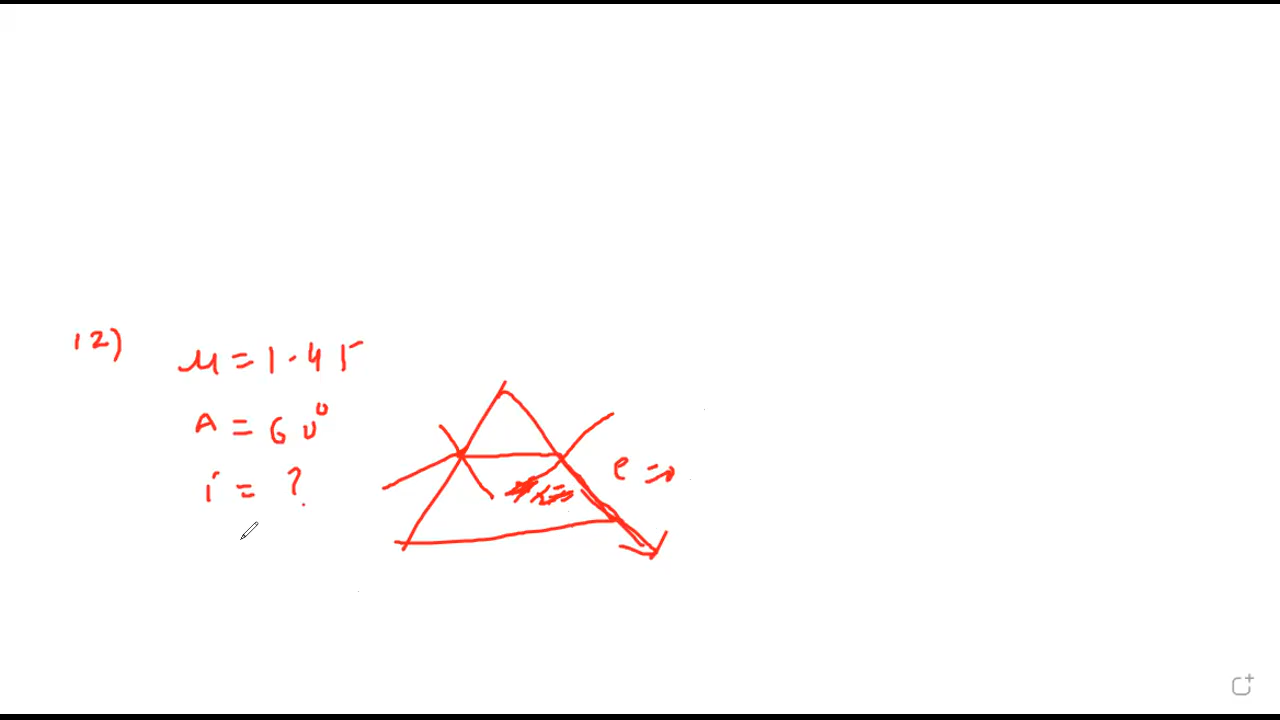 12)
μ = 1.45
A = 60°
i = ?
e =